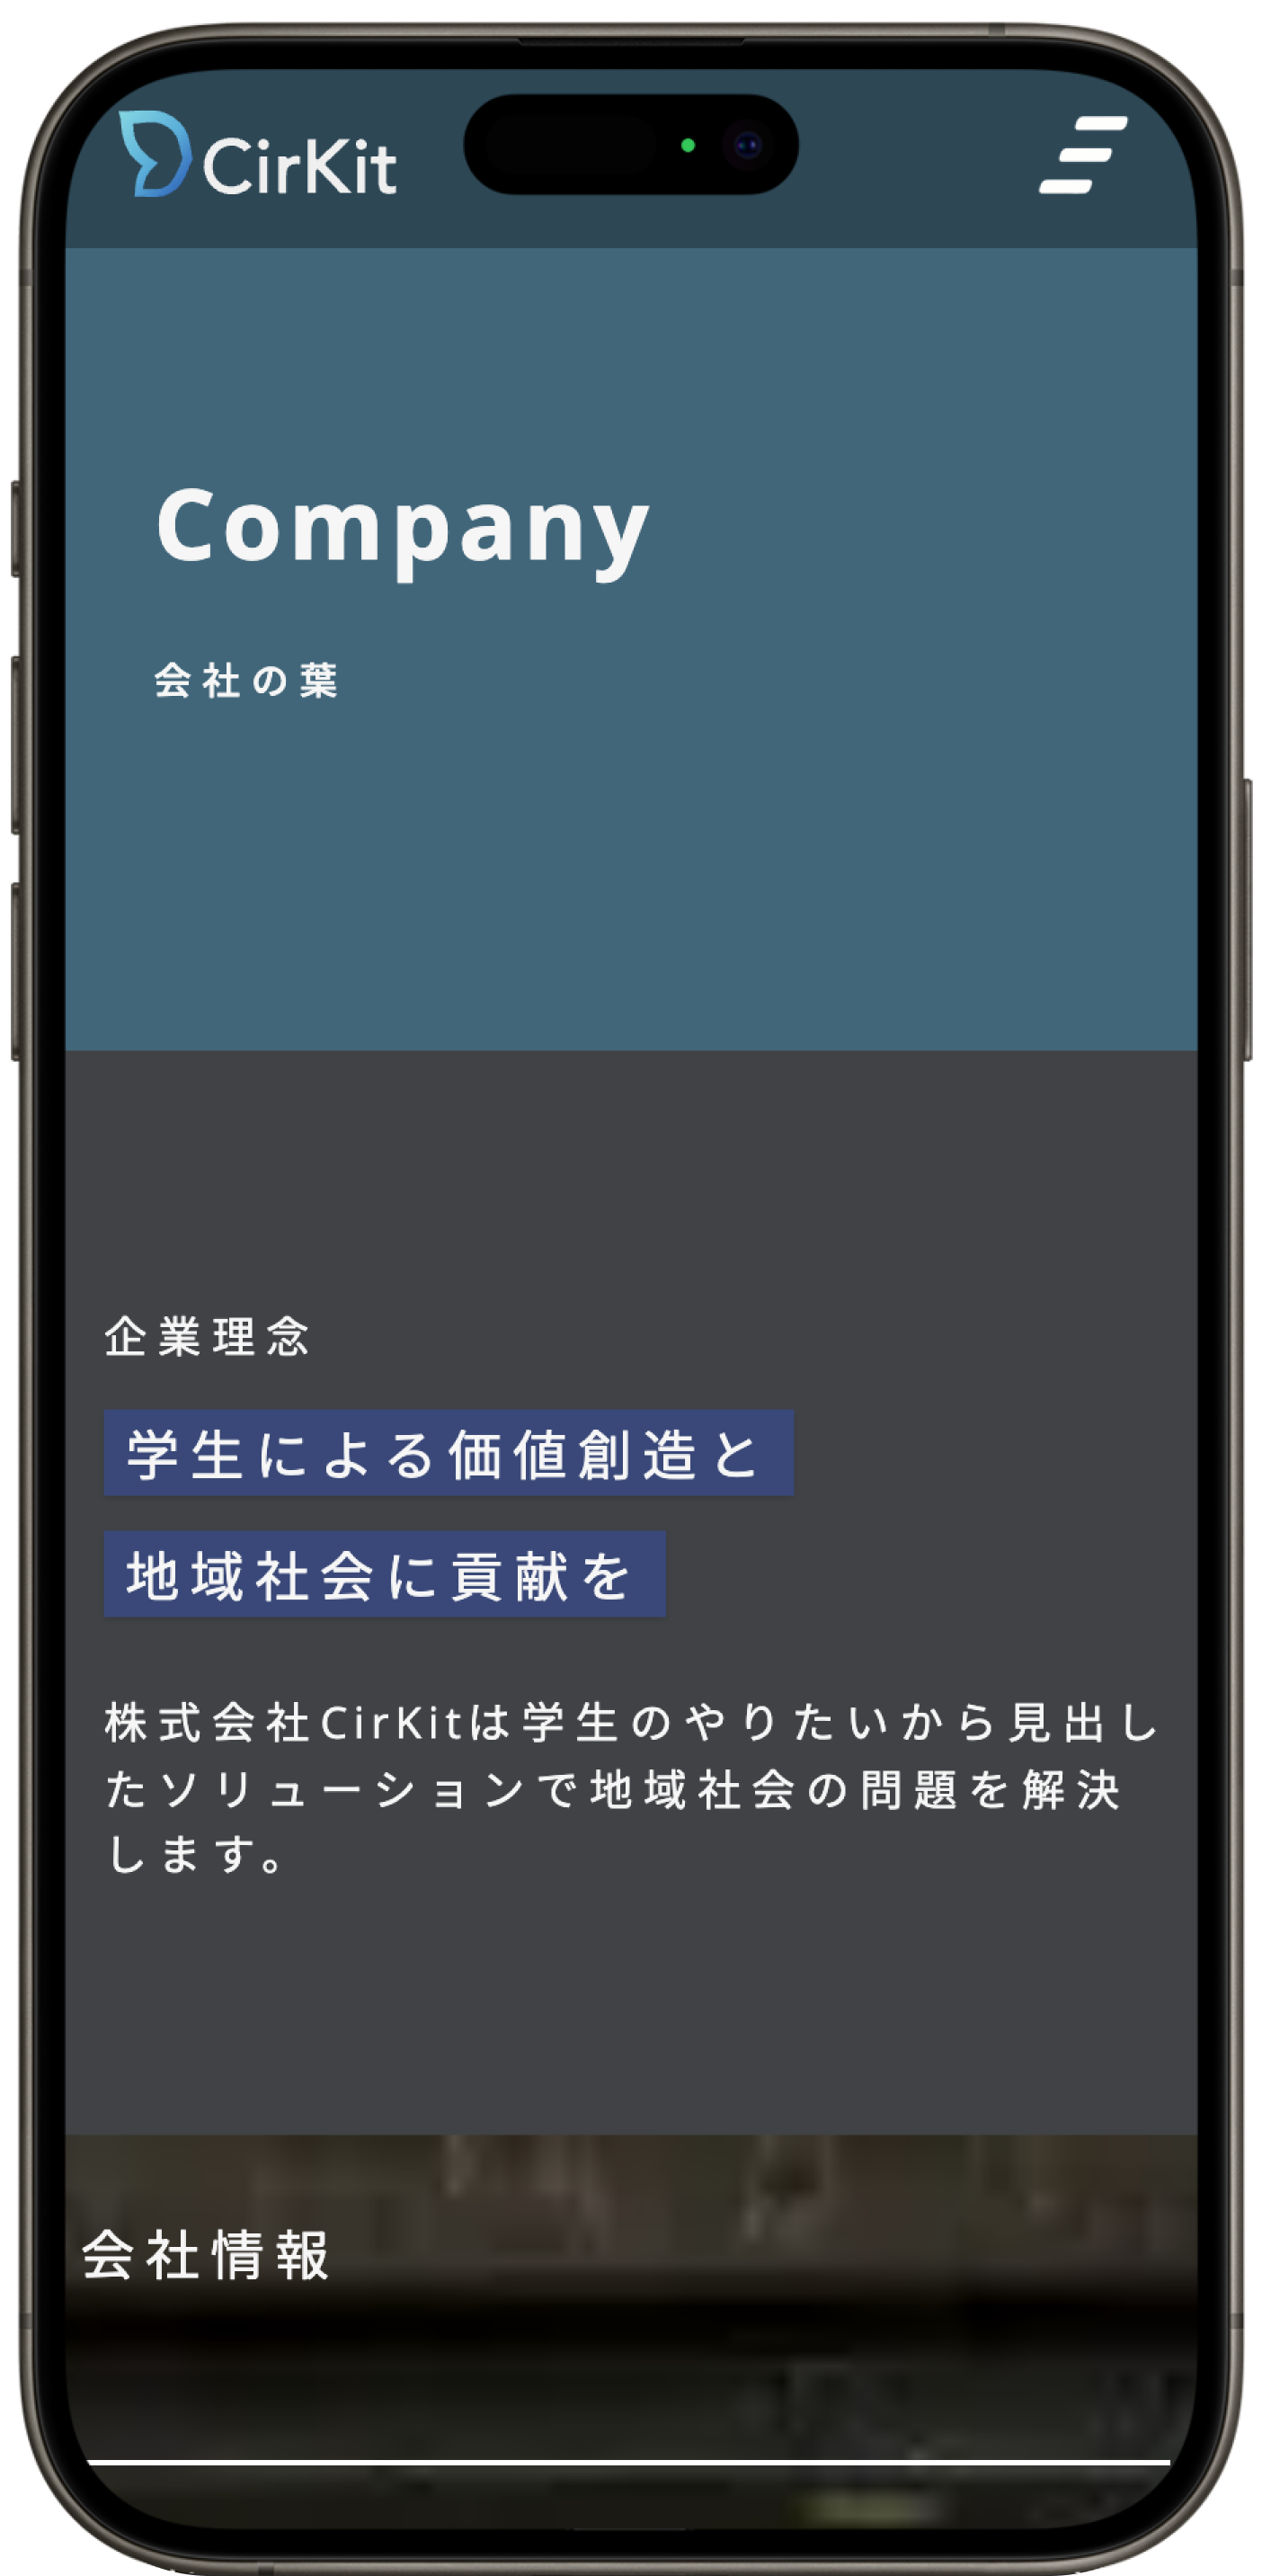 CirKit
Company
会社の葉
企業理念
学生による価値創造と
地域社会に貢献を
株式会社CirKitは学生のやりたいから見出し
たソリューションで地域社会の問題を解決
します。
会社情報